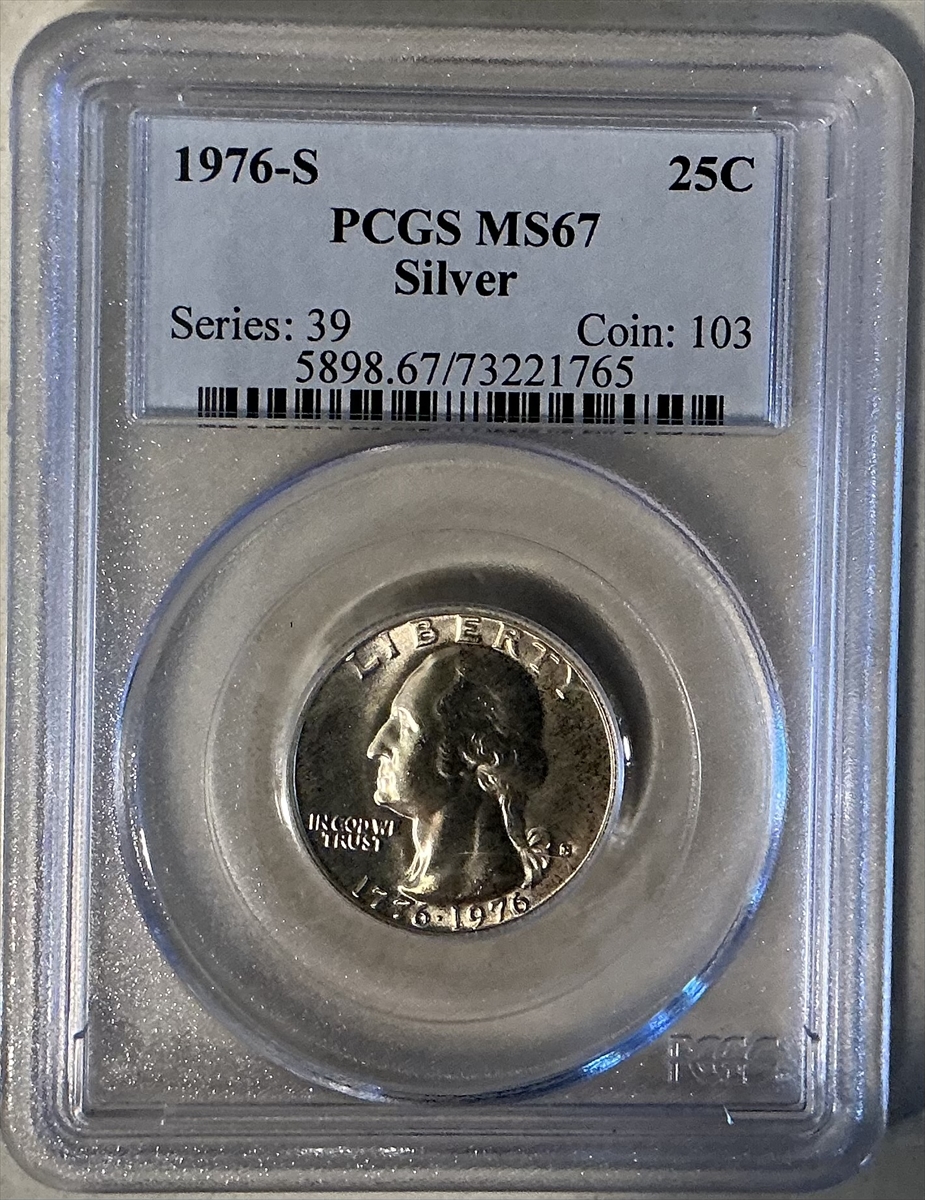 1976-S 25C
PCGS MS67
Silver
Series: 39 Coin: 103
5898.67/73221765
LIBERTY
IN GOD WE
TRUST
S
1776·1976
PCGS